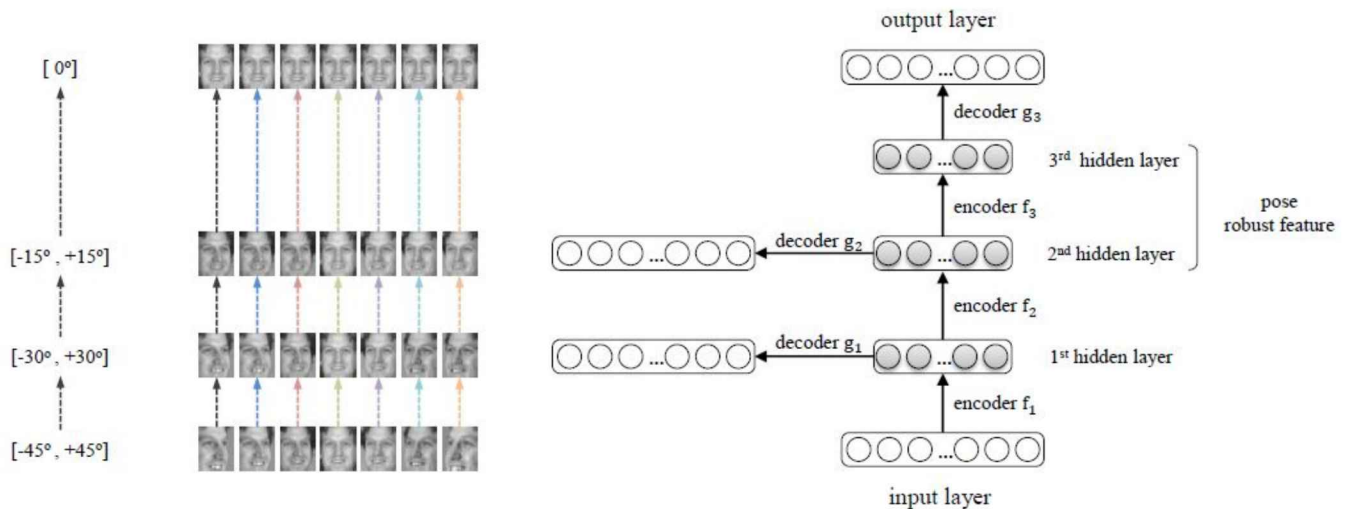 output layer
[ 0º]
decoder g₃
3ʳᵈ hidden layer
encoder f₃
pose
robust feature
[-15º , +15º]
decoder g₂
2ⁿᵈ hidden layer
encoder f₂
[-30º , +30º]
decoder g₁
1ˢᵗ hidden layer
encoder f₁
[-45º , +45º]
input layer